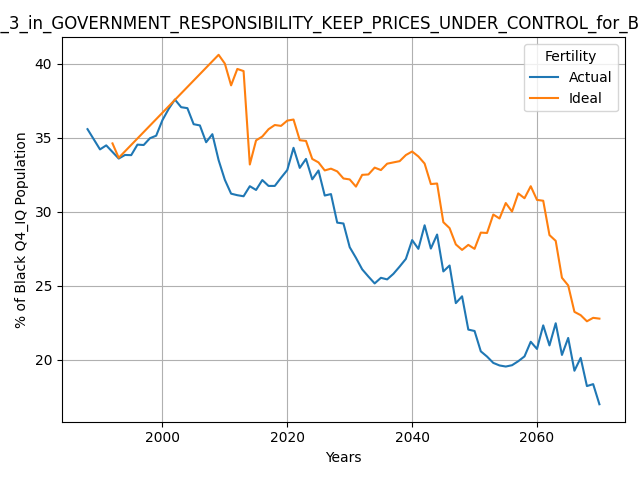 _3_in_GOVERNMENT_RESPONSIBILITY_KEEP_PRICES_UNDER_CONTROL_for_B
Fertility
Actual
Ideal
40
35
30
25
20
% of Black Q4_IQ Population
2000
2020
2040
2060
Years